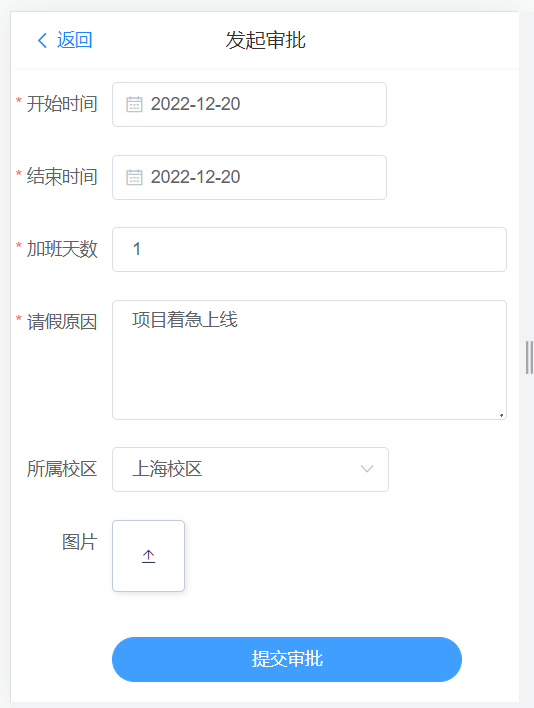 返回 发起审批
* 开始时间 2022-12-20
* 结束时间 2022-12-20
* 加班天数 1
* 请假原因 项目着急上线
所属校区 上海校区
图片
提交审批